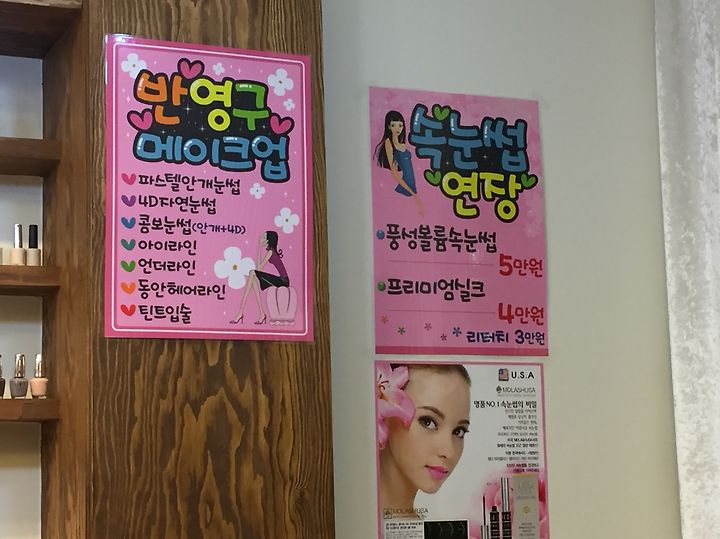 반영구
메이크업
파스텔안개눈썹
4D자연눈썹
콤보눈썹(안개+4D)
아이라인
언더라인
동안헤어라인
틴트입술
속눈썹
연장
풍성볼륨속눈썹
5만원
프리미엄실크
4만원
리터치 3만원
U.S.A
MDLASHUSA
명품NO.1 속눈썹의 비밀
MDLASHUSA